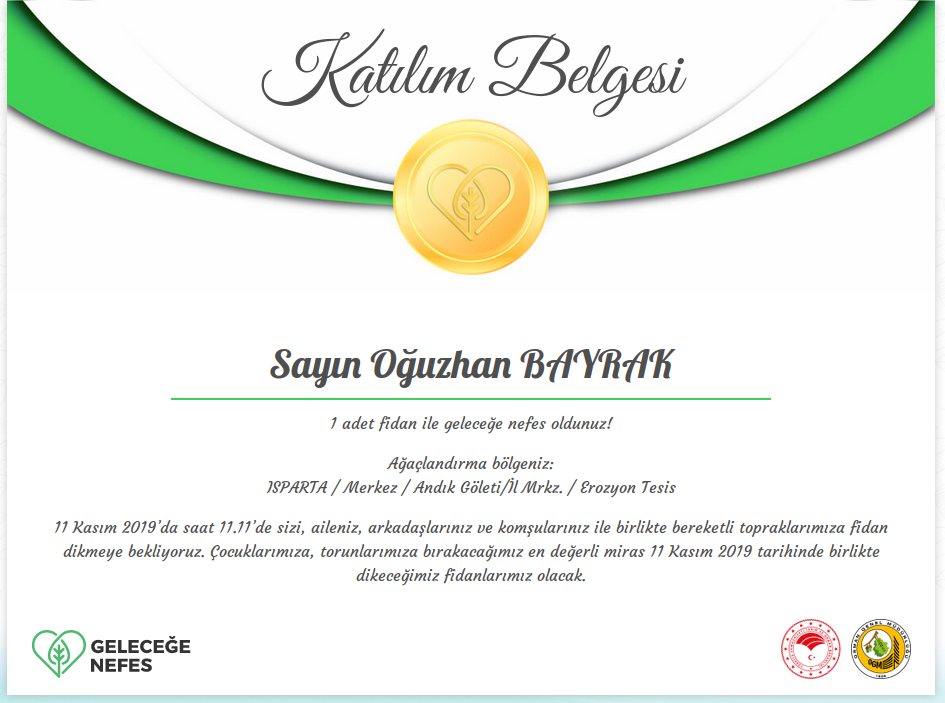 Katılım Belgesi
Sayın Oğuzhan BAYRAK
1 adet fidan ile geleceğe nefes oldunuz!
Ağaçlandırma bölgeniz:
ISPARTA / Merkez / Andık Göleti/İl Mrkz. / Erozyon Tesis
11 Kasım 2019'da saat 11.11'de sizi, aileniz, arkadaşlarınız ve komşularınız ile birlikte bereketli topraklarımıza fidan
dikmeye bekliyoruz. Çocuklarımıza, torunlarımıza bırakacağımız en değerli miras 11 Kasım 2019 tarihinde birlikte
dikeceğimiz fidanlarımız olacak.
GELECEĞE
NEFES
ORMAN GENEL MÜDÜRLÜĞÜ
OGM